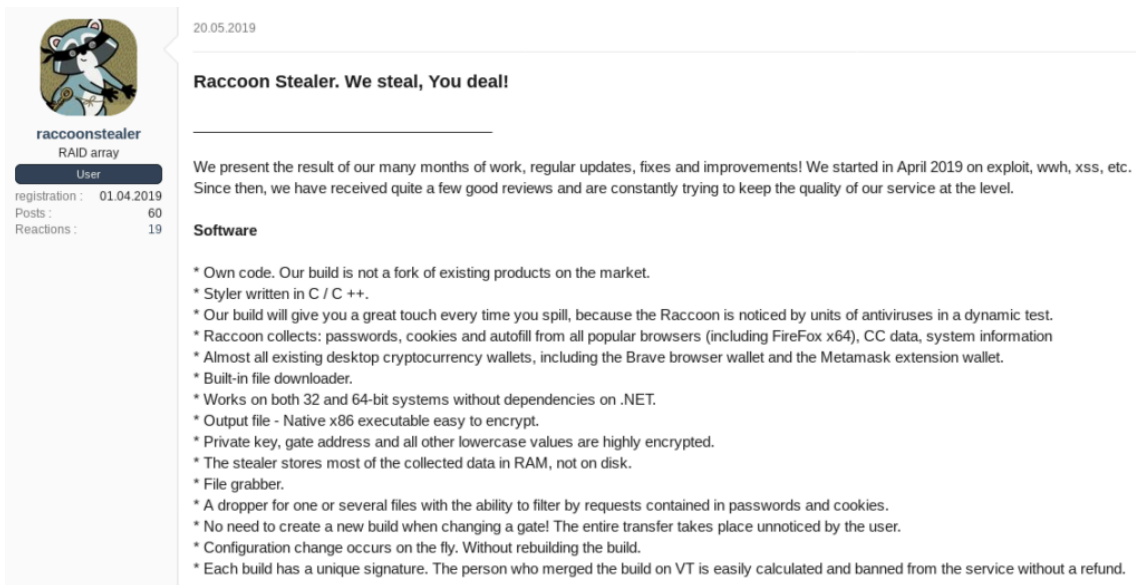 20.05.2019
Raccoon Stealer. We steal, You deal!
raccoonstealer
RAID array
User
registration : 01.04.2019
Posts : 60
Reactions : 19
We present the result of our many months of work, regular updates, fixes and improvements! We started in April 2019 on exploit, wwh, xss, etc.
Since then, we have received quite a few good reviews and are constantly trying to keep the quality of our service at the level.
Software
* Own code. Our build is not a fork of existing products on the market.
* Styler written in C / C ++.
* Our build will give you a great touch every time you spill, because the Raccoon is noticed by units of antiviruses in a dynamic test.
* Raccoon collects: passwords, cookies and autofill from all popular browsers (including FireFox x64), CC data, system information
* Almost all existing desktop cryptocurrency wallets, including the Brave browser wallet and the Metamask extension wallet.
* Built-in file downloader.
* Works on both 32 and 64-bit systems without dependencies on .NET.
* Output file - Native x86 executable easy to encrypt.
* Private key, gate address and all other lowercase values are highly encrypted.
* The stealer stores most of the collected data in RAM, not on disk.
* File grabber.
* A dropper for one or several files with the ability to filter by requests contained in passwords and cookies.
* No need to create a new build when changing a gate! The entire transfer takes place unnoticed by the user.
* Configuration change occurs on the fly. Without rebuilding the build.
* Each build has a unique signature. The person who merged the build on VT is easily calculated and banned from the service without a refund.